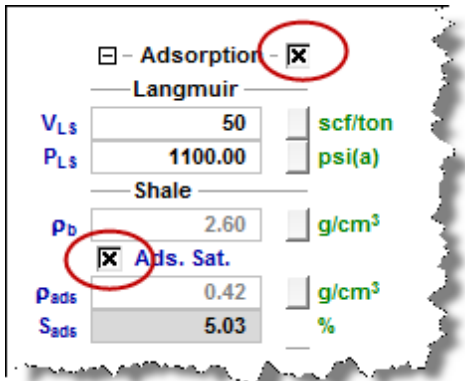 Adsorption
Langmuir
VLS 50 scf/ton
PLS 1100.00 psi(a)
Shale
ρb 2.60 g/cm³
Ads. Sat.
ρads 0.42 g/cm³
Sads 5.03 %